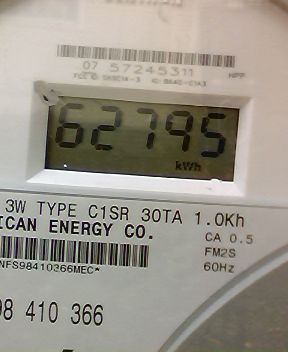 07 57245311
HPP
62795
kWh
3W TYPE C1SR 30TA 1.0Kh
ICAN ENERGY CO.
CA 0.5
FM2S
60Hz
NFS98410366MEC*
98 410 366